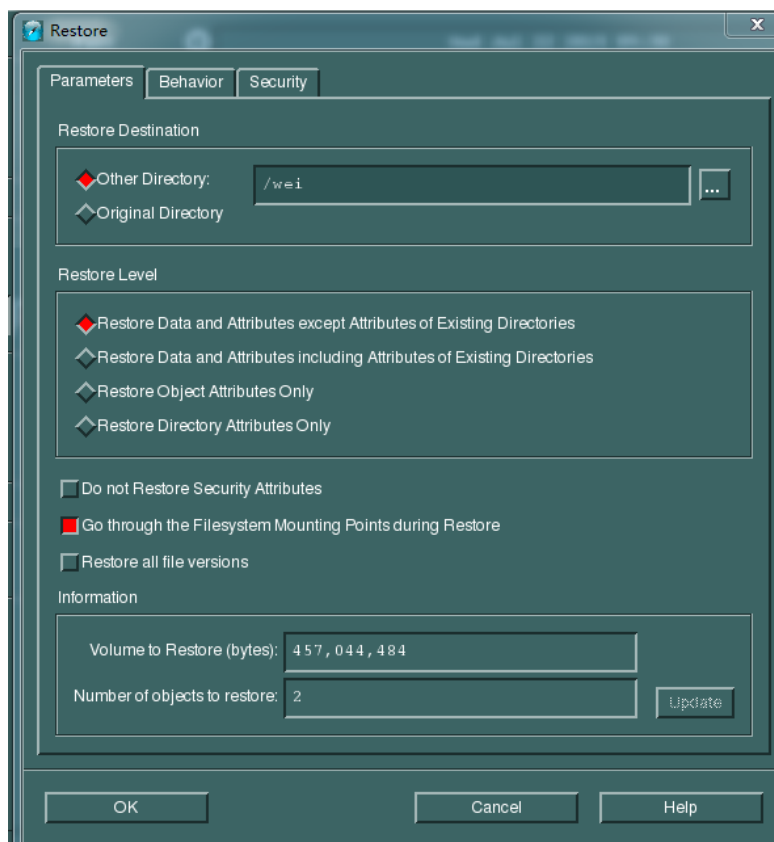 Restore
X
Parameters Behavior Security
Restore Destination
Other Directory: /wei ...
Original Directory
Restore Level
Restore Data and Attributes except Attributes of Existing Directories
Restore Data and Attributes including Attributes of Existing Directories
Restore Object Attributes Only
Restore Directory Attributes Only
Do not Restore Security Attributes
Go through the Filesystem Mounting Points during Restore
Restore all file versions
Information
Volume to Restore (bytes): 457,044,484
Number of objects to restore: 2 Update
OK Cancel Help